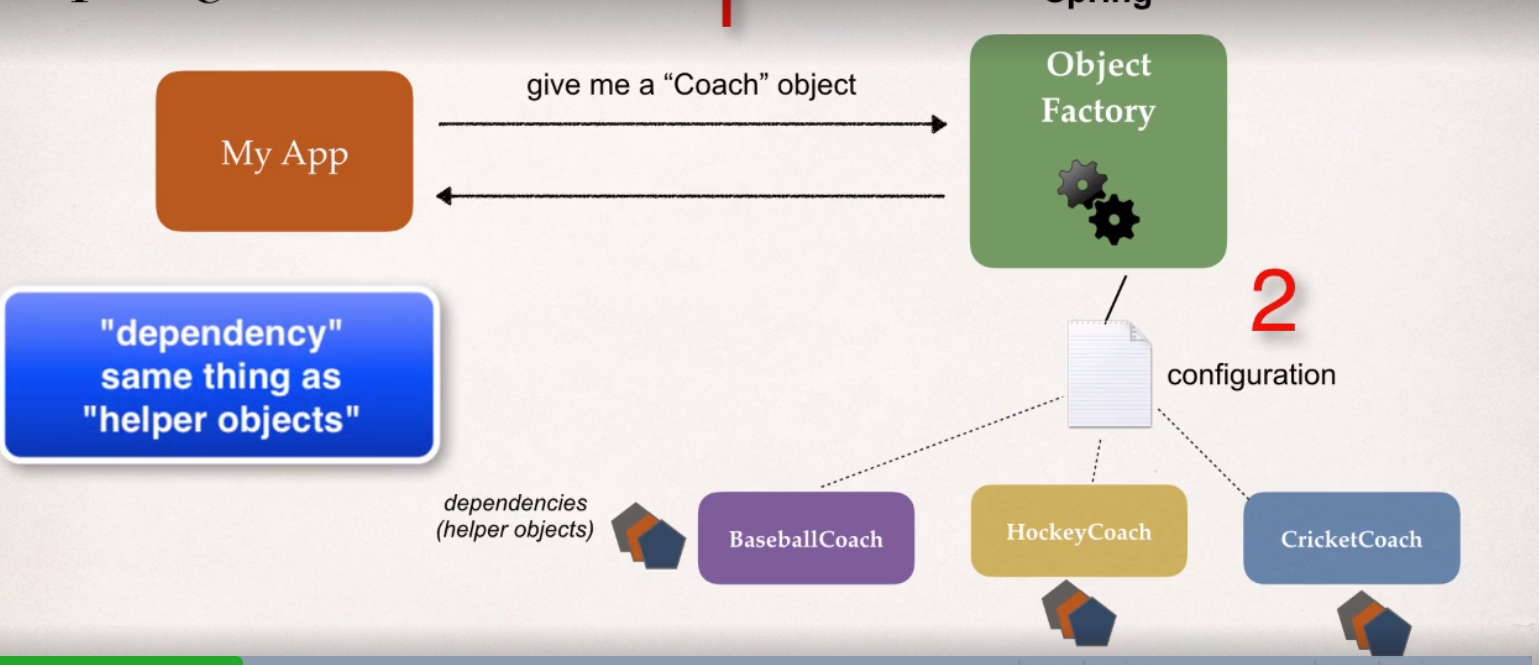 Spring
give me a “Coach” object
Object
Factory
My App
2
"dependency"
same thing as
"helper objects"
configuration
dependencies
(helper objects)
BaseballCoach
HockeyCoach
CricketCoach